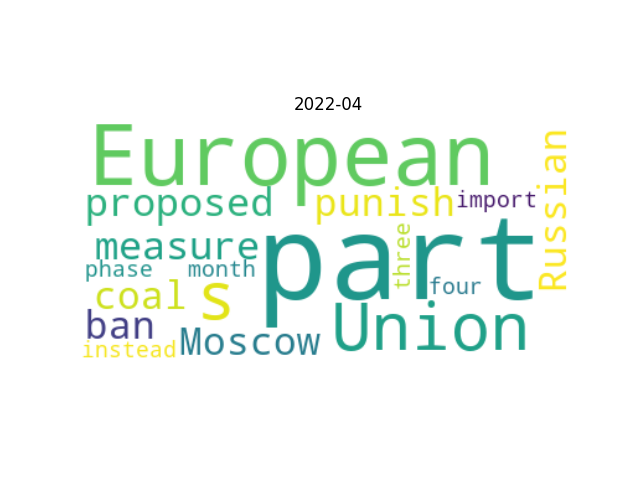 2022-04
European
proposed punish import Russian
measure part three
phase month four
coal s
ban Moscow Union
instead